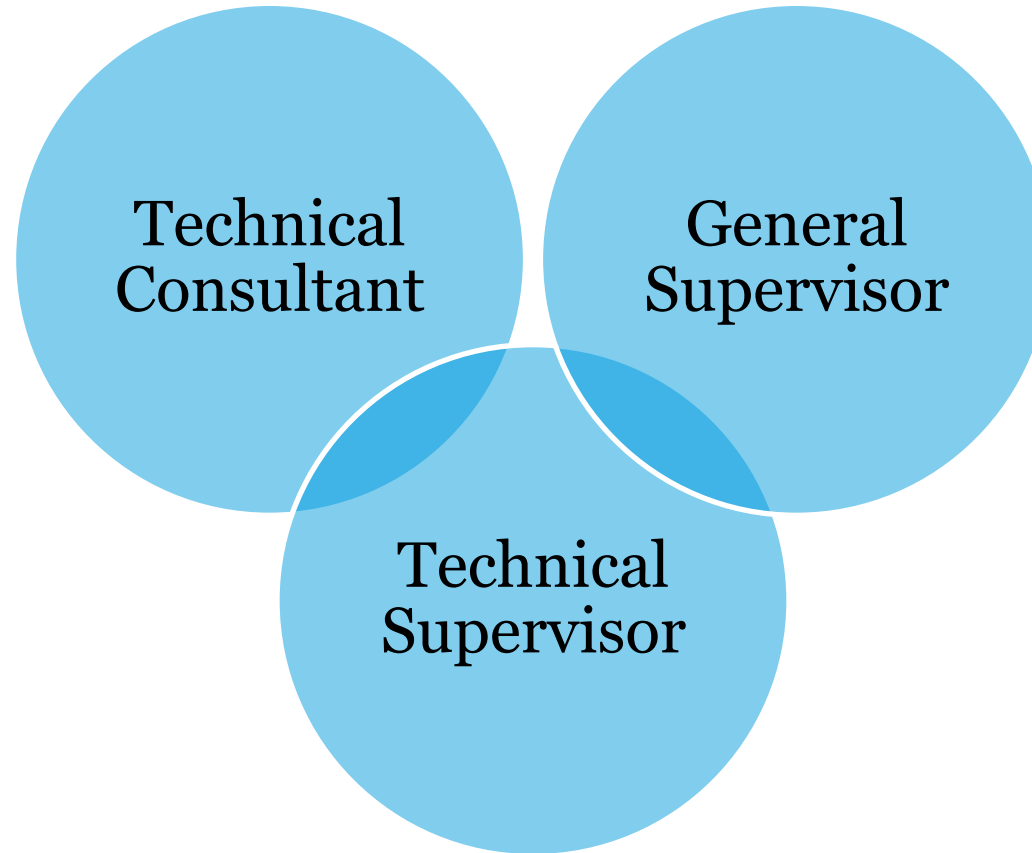 Technical
Consultant
General
Supervisor
Technical
Supervisor